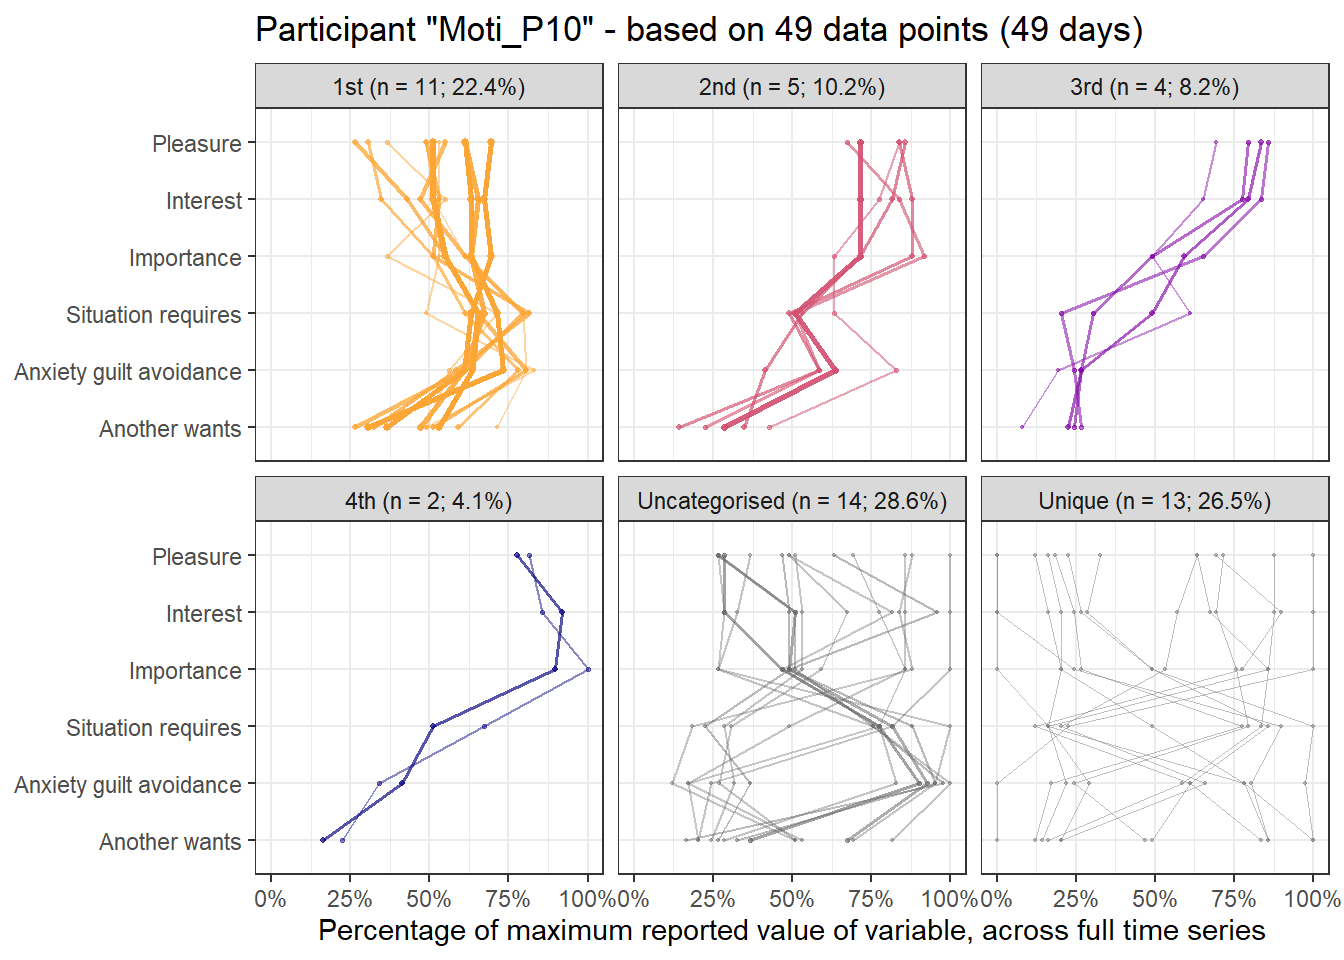 Participant "Moti_P10" - based on 49 data points (49 days)
1st (n = 11; 22.4%)
2nd (n = 5; 10.2%)
3rd (n = 4; 8.2%)
Pleasure
Interest
Importance
Situation requires
Anxiety guilt avoidance
Another wants
4th (n = 2; 4.1%)
Uncategorised (n = 14; 28.6%)
Unique (n = 13; 26.5%)
Pleasure
Interest
Importance
Situation requires
Anxiety guilt avoidance
Another wants
0% 25% 50% 75% 100% 0% 25% 50% 75% 100% 0% 25% 50% 75% 100%
Percentage of maximum reported value of variable, across full time series